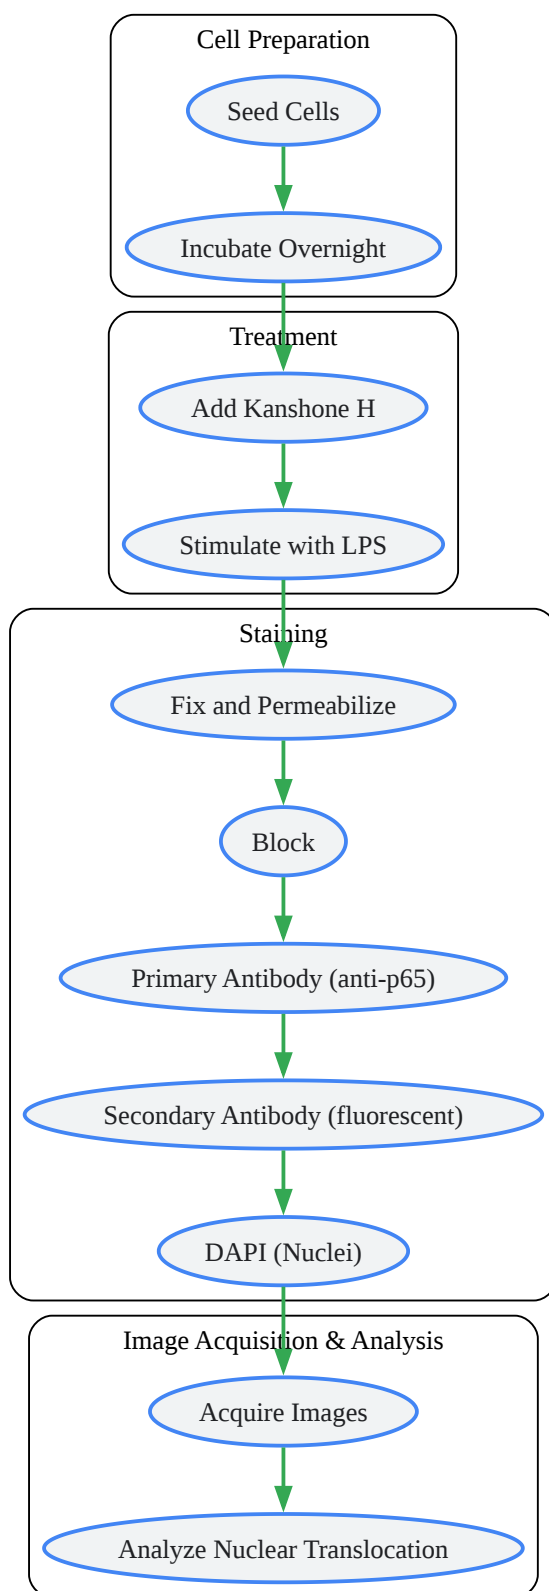 Cell Preparation
Seed Cells
Incubate Overnight
Treatment
Add Kanshone H
Stimulate with LPS
Staining
Fix and Permeabilize
Block
Primary Antibody (anti-p65)
Secondary Antibody (fluorescent)
DAPI (Nuclei)
Image Acquisition & Analysis
Acquire Images
Analyze Nuclear Translocation